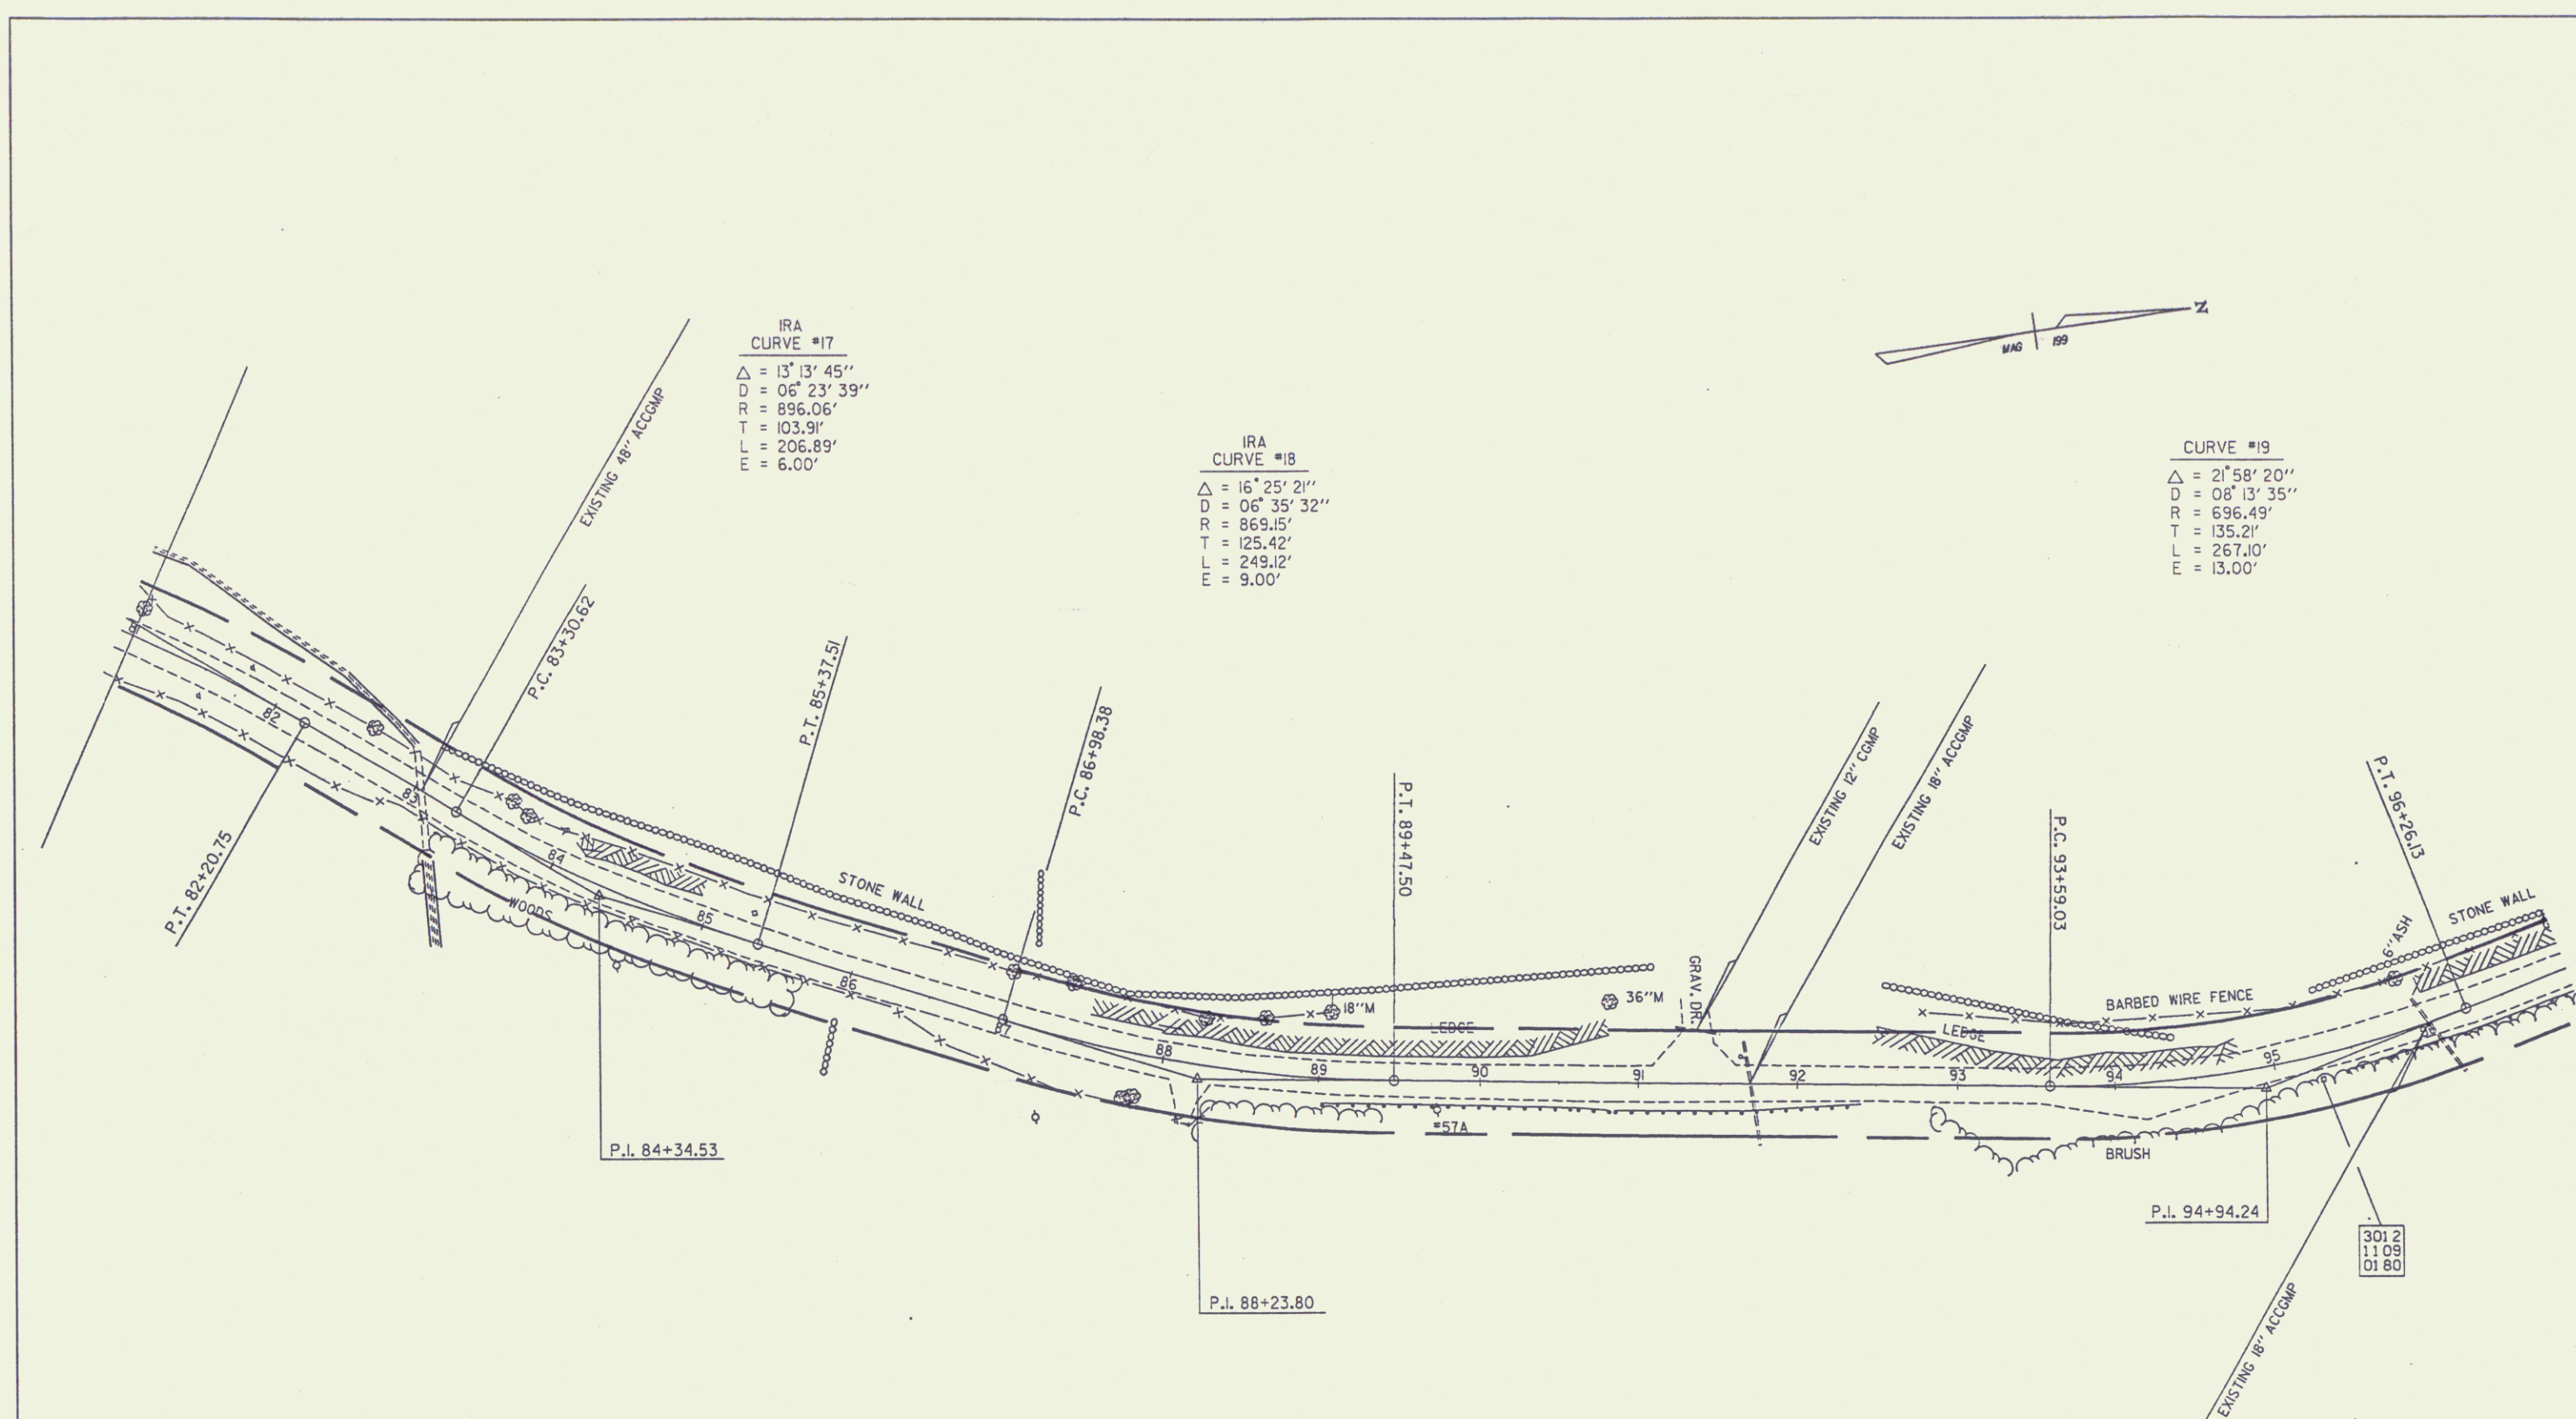 IRA
CURVE #17
△ = 13° 13' 45''
D = 06° 23' 39''
R = 896.06'
T = 103.91'
L = 206.89'
E = 6.00'
IRA
CURVE #18
△ = 16° 25' 21''
D = 06° 35' 32''
R = 869.15'
T = 125.42'
L = 249.12'
E = 9.00'
CURVE #19
△ = 21° 58' 20''
D = 08° 13' 35''
R = 696.49'
T = 135.21'
L = 267.10'
E = 13.00'
N
MAG 199
EXISTING 48'' ACCGMP
P.C. 83+30.62
P.T. 85+37.51
P.C. 86+98.38
P.T. 89+47.50
EXISTING 12'' CGMP
EXISTING 18'' ACCGMP
P.C. 93+59.03
P.T. 96+26.13
P.T. 82+20.75
STONE WALL
WOODS
18''M
36''M
LEDGE
GRAV. DR.
LEDGE
BARBED WIRE FENCE
6''ASH
STONE WALL
82
83
84
85
86
87
88
89
90
91
92
93
94
95
#57A
BRUSH
P.I. 84+34.53
P.I. 88+23.80
P.I. 94+94.24
3012
1109
0180
EXISTING 18'' ACCGMP